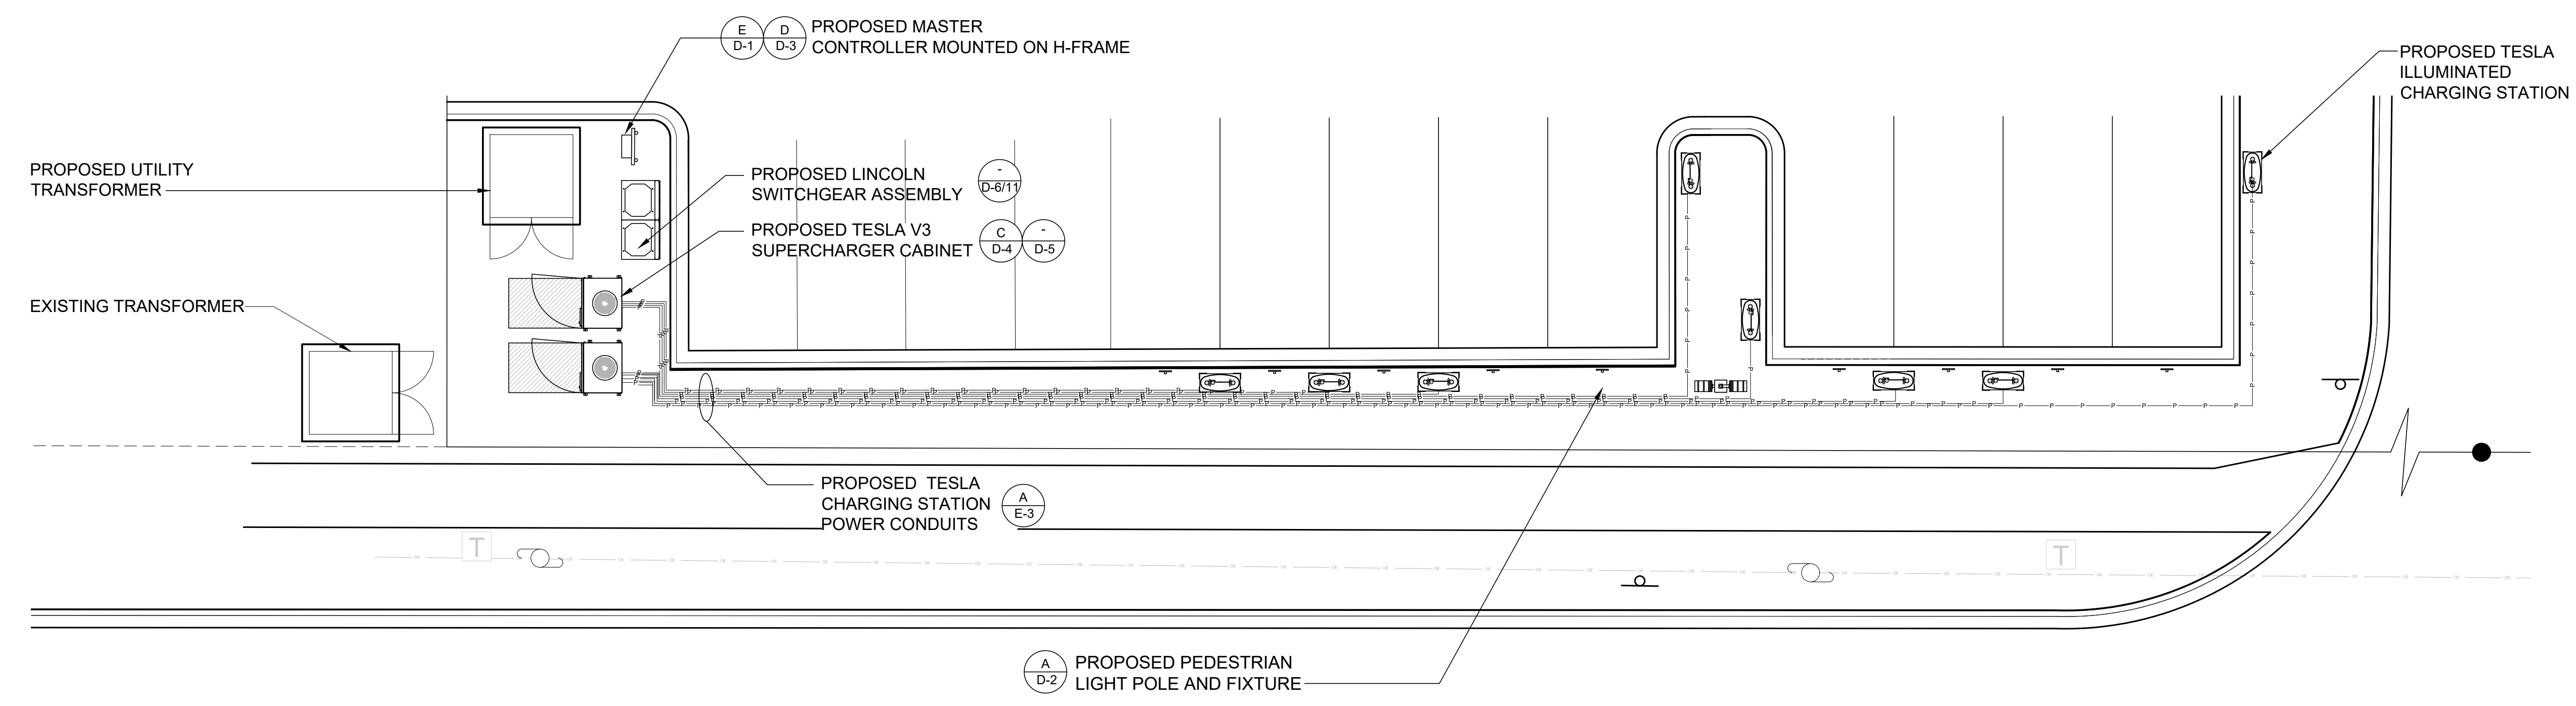 E
D-1
D
D-3
PROPOSED MASTER
CONTROLLER MOUNTED ON H-FRAME
PROPOSED TESLA
ILLUMINATED
CHARGING STATION
PROPOSED UTILITY
TRANSFORMER
PROPOSED LINCOLN
SWITCHGEAR ASSEMBLY
-
D-6/11
PROPOSED TESLA V3
SUPERCHARGER CABINET
C
D-4
-
D-5
EXISTING TRANSFORMER
PROPOSED TESLA
CHARGING STATION
POWER CONDUITS
A
E-3
T
T
A
D-2
PROPOSED PEDESTRIAN
LIGHT POLE AND FIXTURE